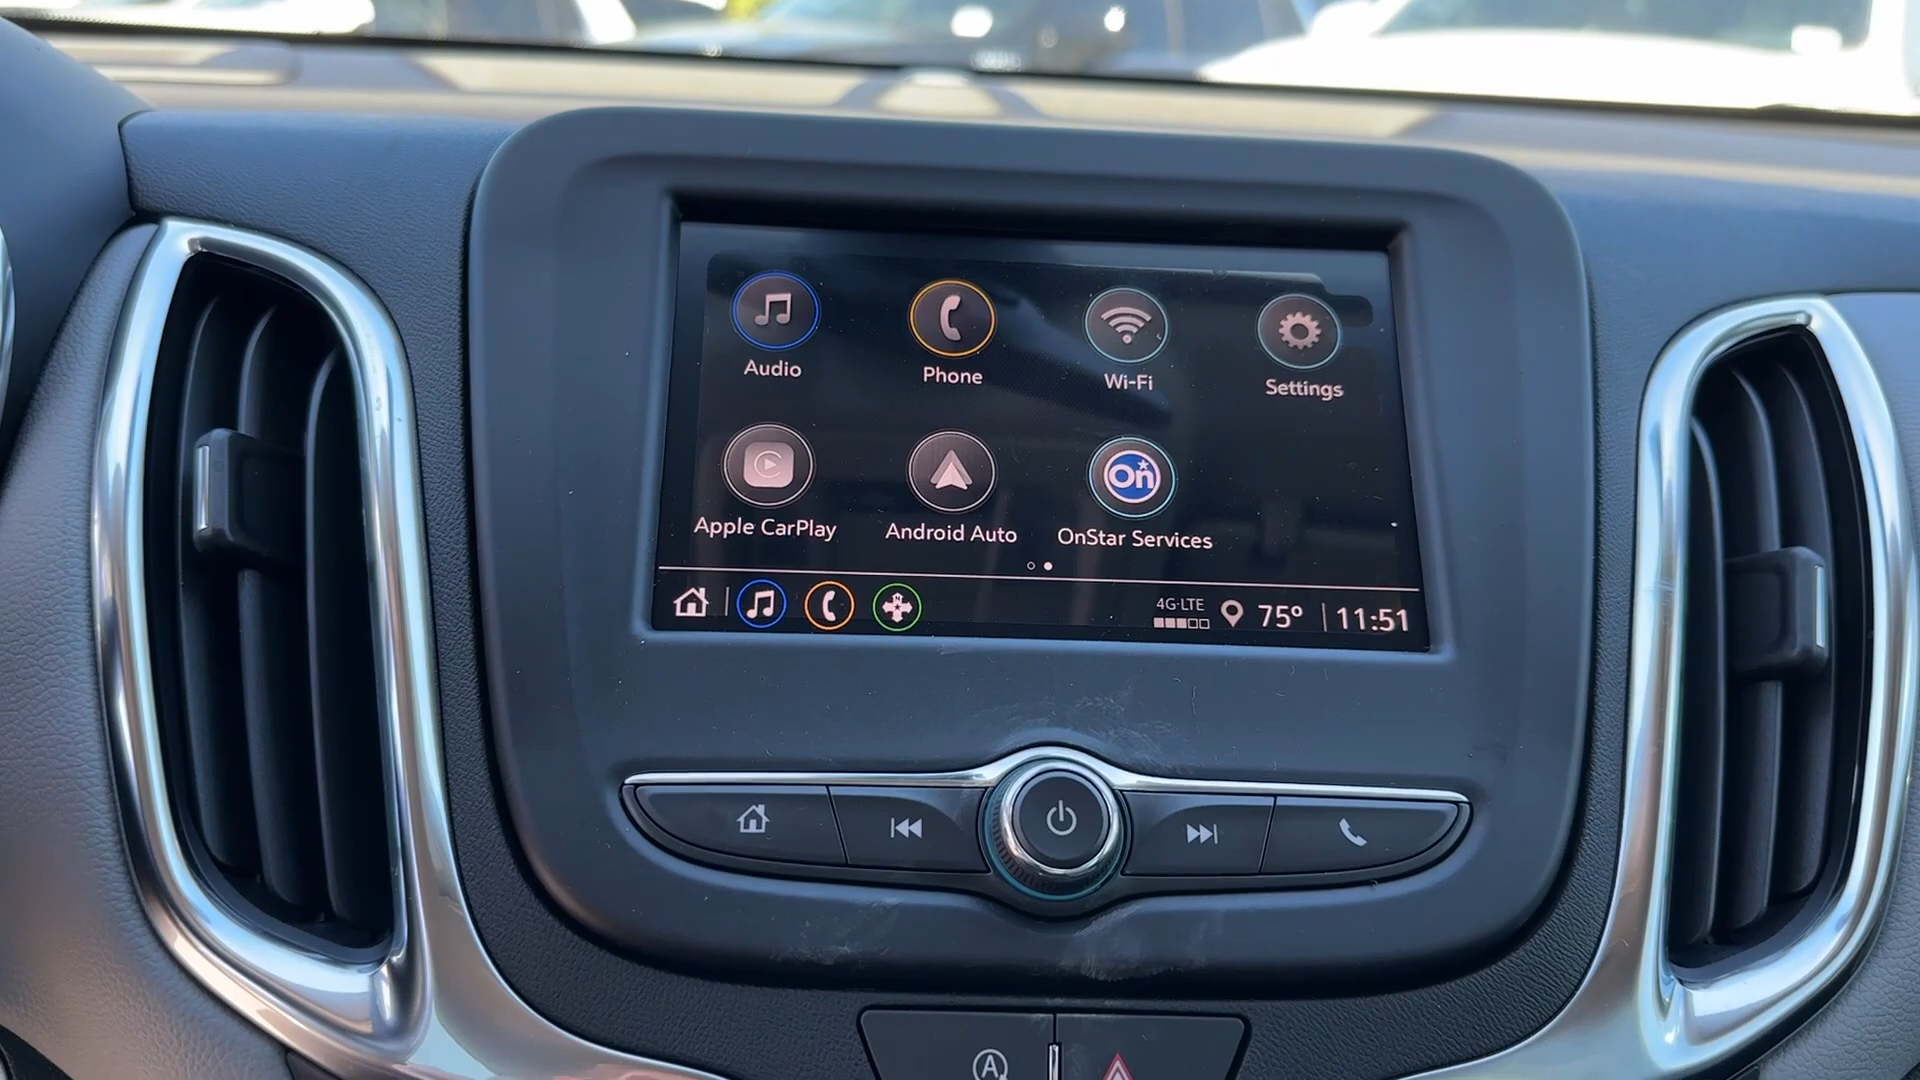 Audio
Phone
Wi-Fi
Settings
Apple CarPlay
Android Auto
On
OnStar Services
4G·LTE
75°
11:51
A